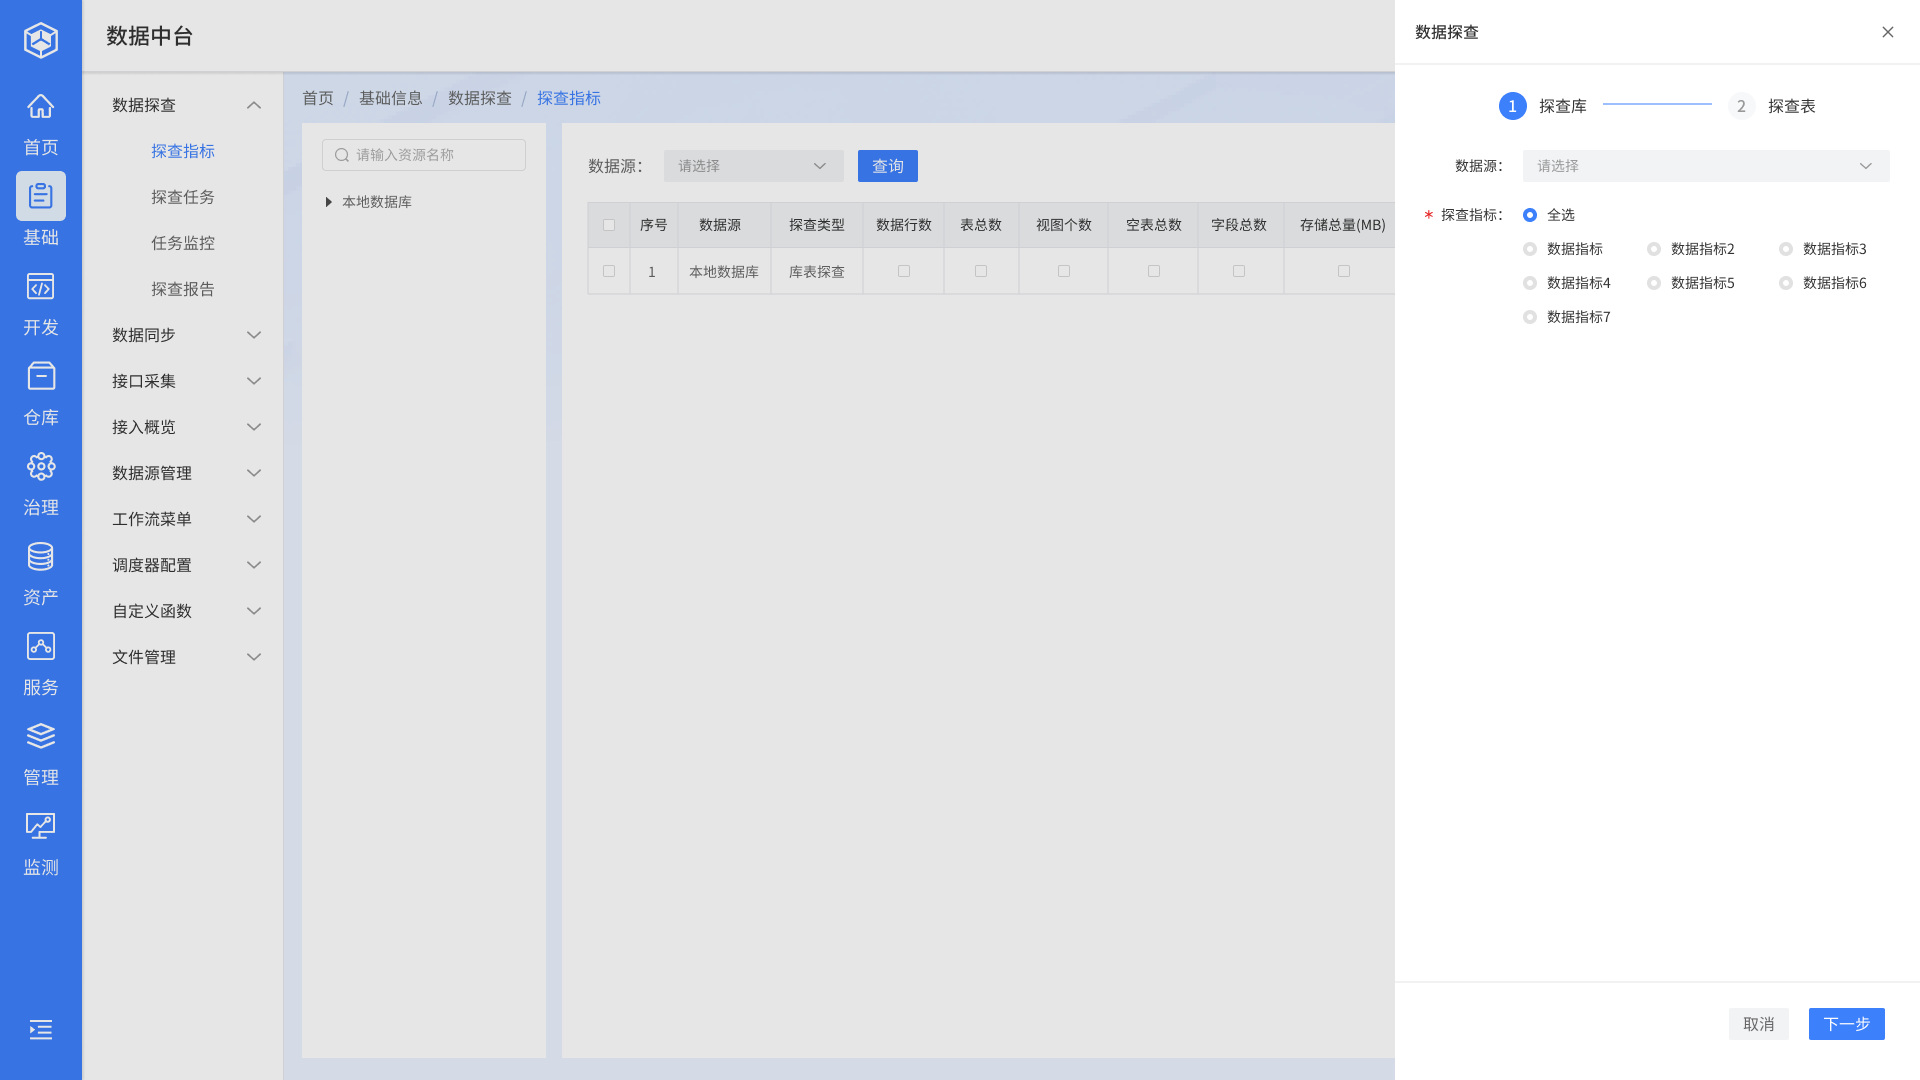 数据中台
首页
基础
开发
仓库
治理
资产
服务
管理
监测
数据探查
探查指标
探查任务
任务监控
探查报告
数据同步
接口采集
接入概览
数据源管理
工作流菜单
调度器配置
自定义函数
文件管理
首页 / 基础信息 / 数据探查 / 探查指标
请输入资源名称
本地数据库
数据源： 请选择 查询
序号 数据源 探查类型 数据行数 表总数 视图个数 空表总数 字段总数 存储总量(MB)
1 本地数据库 库表探查
数据探查
1 探查库 2 探查表
数据源： 请选择
* 探查指标： 全选
数据指标 数据指标2 数据指标3
数据指标4 数据指标5 数据指标6
数据指标7
取消 下一步